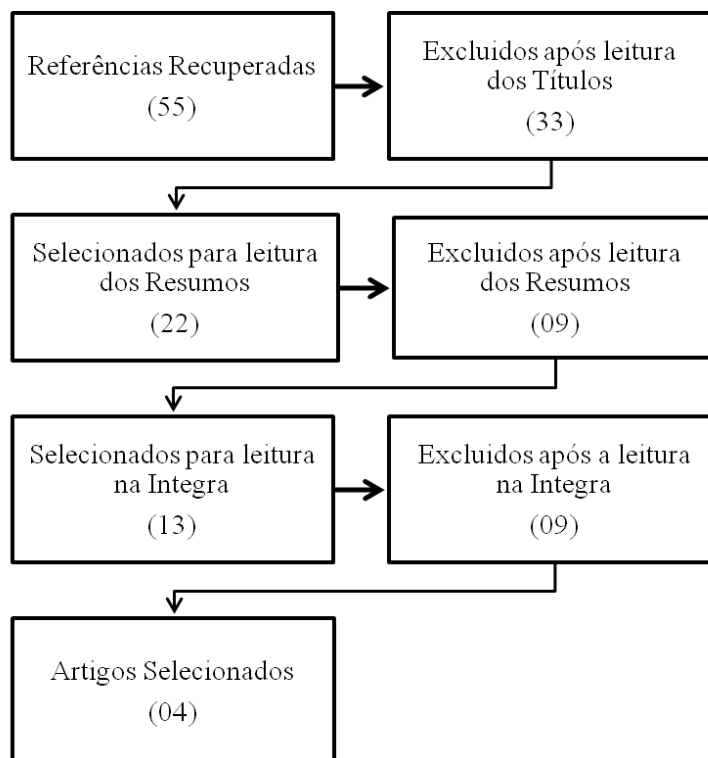 Referências Recuperadas
(55)
Excluidos após leitura
dos Títulos
(33)
Selecionados para leitura
dos Resumos
(22)
Excluidos após leitura
dos Resumos
(09)
Selecionados para leitura
na Integra
(13)
Excluidos após a leitura
na Integra
(09)
Artigos Selecionados
(04)